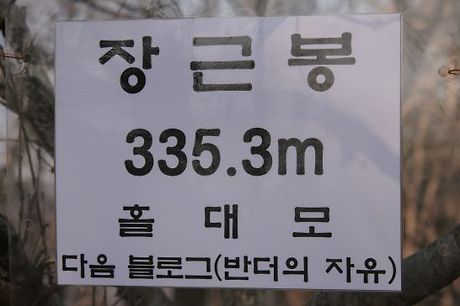 장근봉
335.3m
홀 대 모
다음 블로그(반더의 자유)